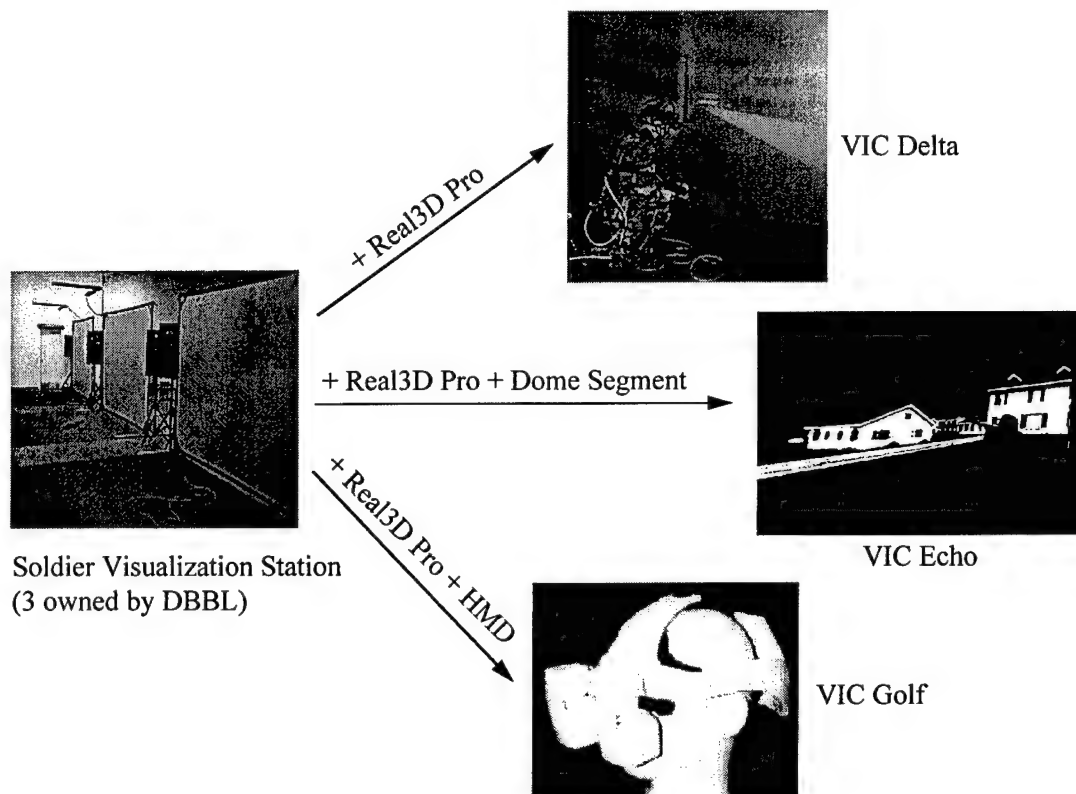 VIC Delta
+ Real3D Pro
+ Real3D Pro + Dome Segment
VIC Echo
Soldier Visualization Station
(3 owned by DBBL)
+ Real3D Pro + HMD
VIC Golf